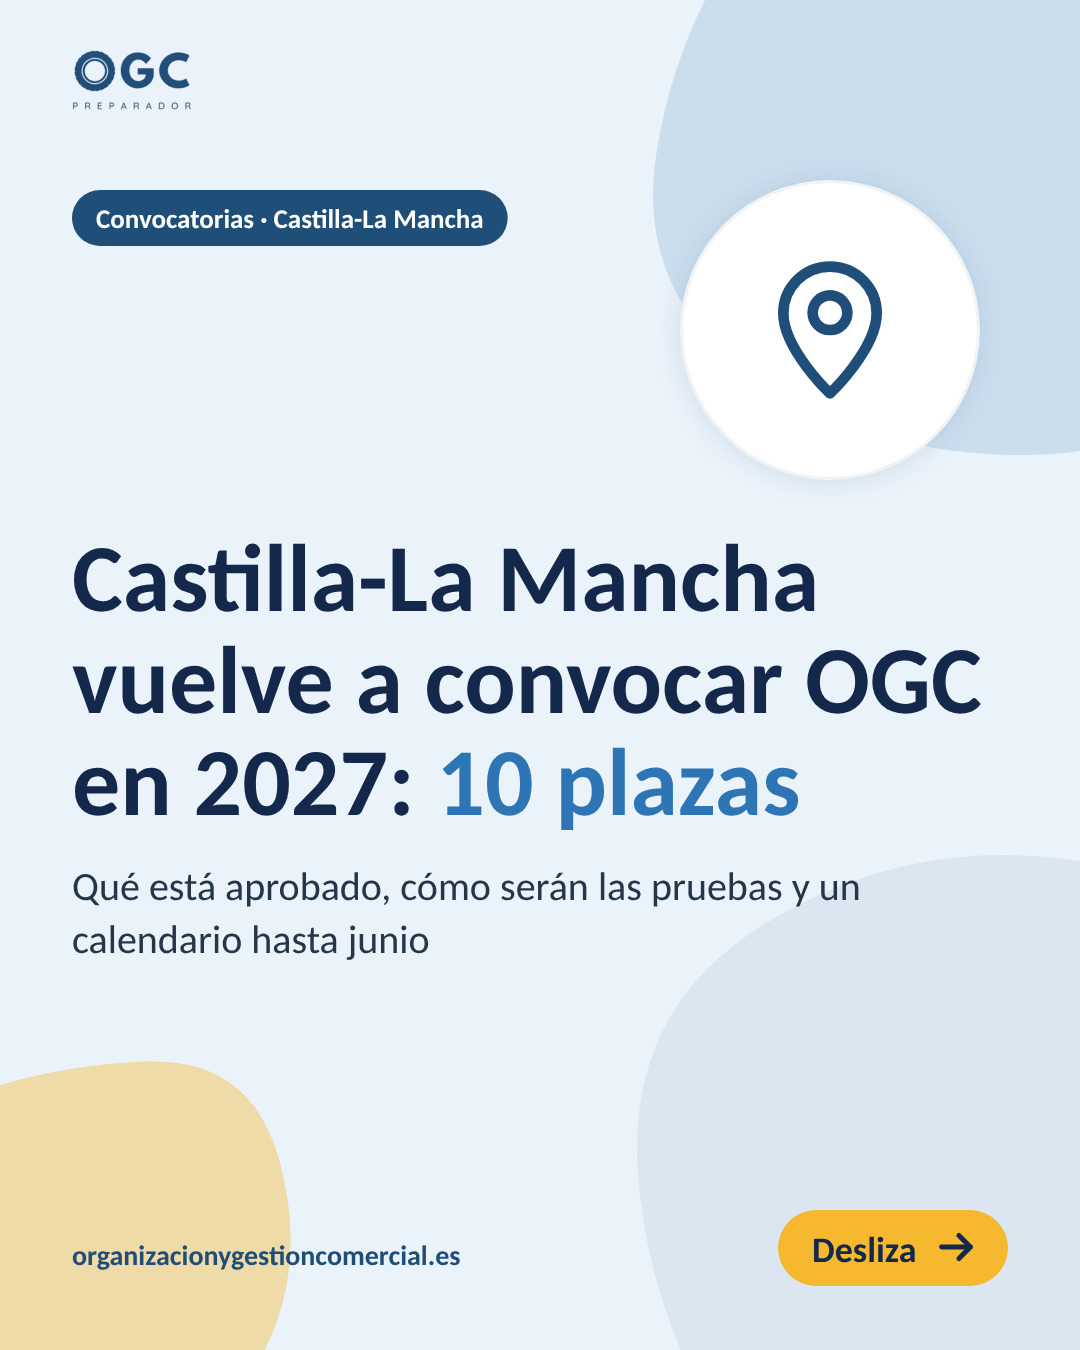 OGC
PREPARADOR
Convocatorias · Castilla-La Mancha
Castilla-La Mancha
vuelve a convocar OGC
en 2027: 10 plazas
Qué está aprobado, cómo serán las pruebas y un
calendario hasta junio
organizacionygestioncomercial.es
Desliza →